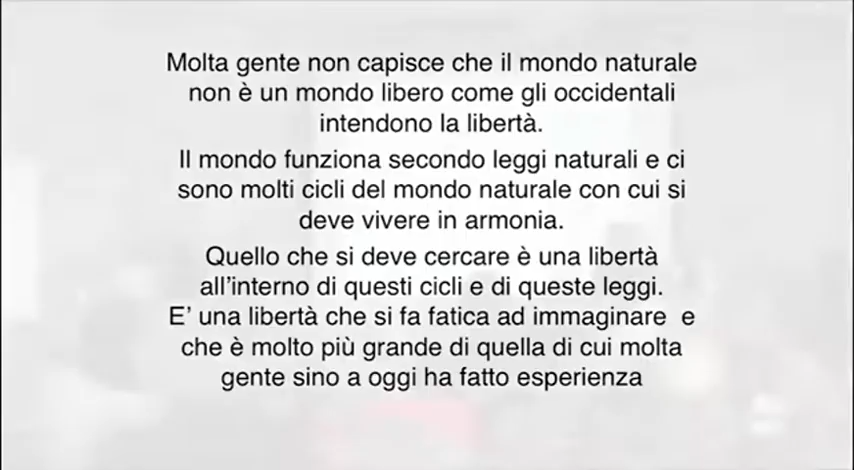 Molta gente non capisce che il mondo naturale
non è un mondo libero come gli occidentali
intendono la libertà.
Il mondo funziona secondo leggi naturali e ci
sono molti cicli del mondo naturale con cui si
deve vivere in armonia.
Quello che si deve cercare è una libertà
all'interno di questi cicli e di queste leggi.
E' una libertà che si fa fatica ad immaginare  e
che è molto più grande di quella di cui molta
gente sino a oggi ha fatto esperienza